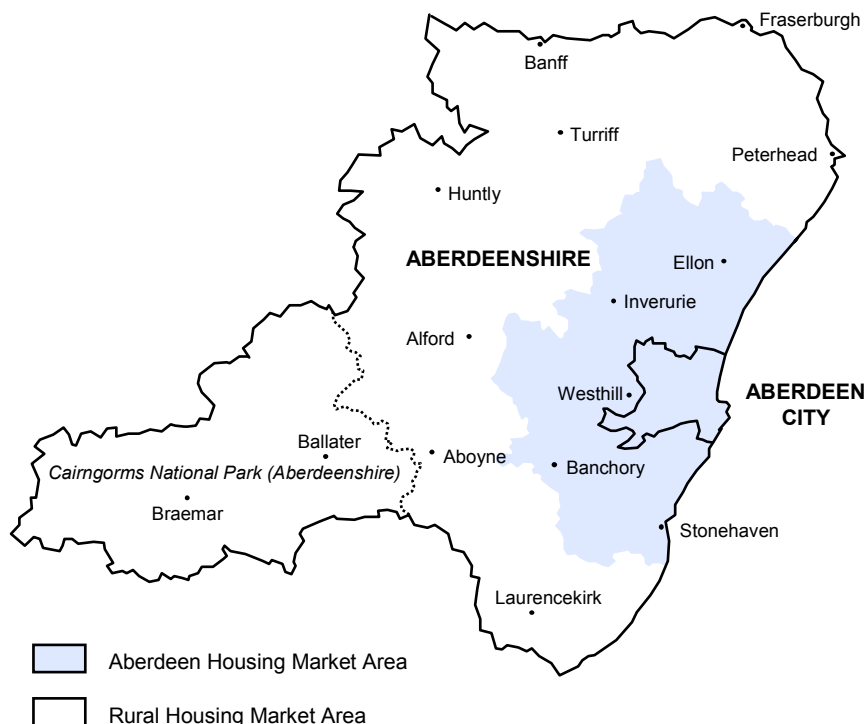 Fraserburgh
Banff
Turriff
Peterhead
Huntly
ABERDEENSHIRE
Ellon
Inverurie
Alford
Westhill
ABERDEEN
CITY
Ballater
Aboyne
Cairngorms National Park (Aberdeenshire)
Banchory
Braemar
Stonehaven
Laurencekirk
Aberdeen Housing Market Area
Rural Housing Market Area